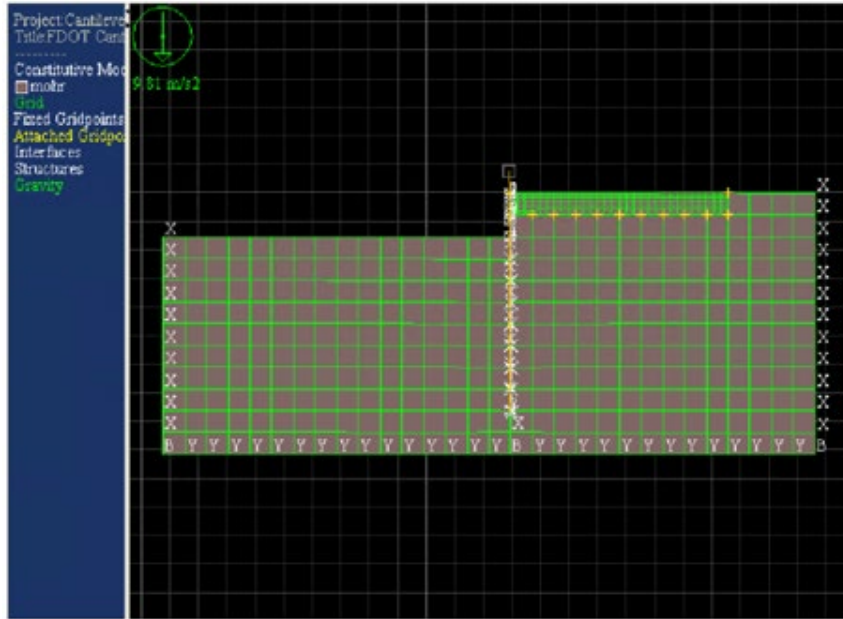 Project:Cantileve
Title:FDOT Cant
----------
Constitutive Mod
mohr
Grid
Fixed Gridpoints
Attached Gridpo
Interfaces
Structures
Gravity
9.81 m/s2
X X
X
X X
X X
X X
X X
X X
X X
X X
X X
X X X
B Y Y Y Y Y Y Y Y Y Y Y Y Y Y Y B Y Y Y Y Y Y Y Y Y Y Y Y Y B